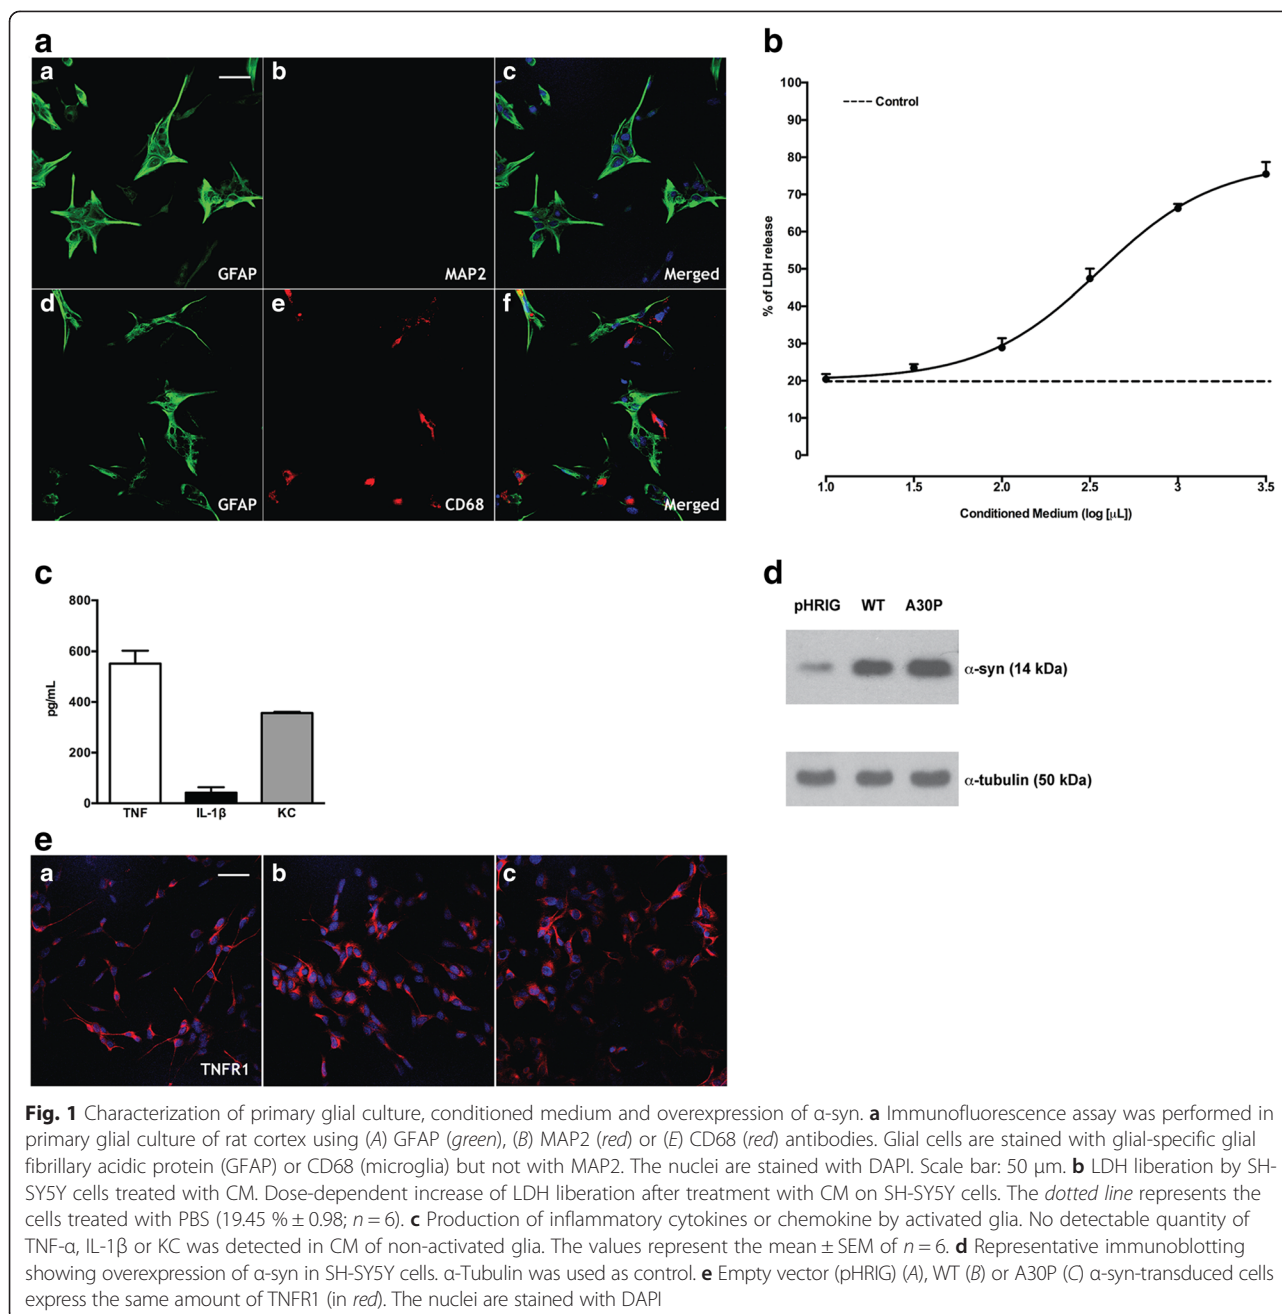 a
a
b
c
GFAP
MAP2
Merged
d
e
f
GFAP
CD68
Merged
b
100
90
80
70
60
50
40
30
20
10
0
% of LDH release
Control
1.0 1.5 2.0 2.5 3 3.5
Conditioned Medium (log [µL])
c
800
600
400
200
0
pg/mL
TNF IL-1β KC
d
pHRIG WT A30P
α-syn (14 kDa)
α-tubulin (50 kDa)
e
a
b
c
TNFR1
Fig. 1 Characterization of primary glial culture, conditioned medium and overexpression of α-syn. a Immunofluorescence assay was performed in
primary glial culture of rat cortex using (A) GFAP (green), (B) MAP2 (red) or (E) CD68 (red) antibodies. Glial cells are stained with glial-specific glial
fibrillary acidic protein (GFAP) or CD68 (microglia) but not with MAP2. The nuclei are stained with DAPI. Scale bar: 50 µm. b LDH liberation by SH-
SY5Y cells treated with CM. Dose-dependent increase of LDH liberation after treatment with CM on SH-SY5Y cells. The dotted line represents the
cells treated with PBS (19.45 % ± 0.98; n = 6). c Production of inflammatory cytokines or chemokine by activated glia. No detectable quantity of
TNF-α, IL-1β or KC was detected in CM of non-activated glia. The values represent the mean ± SEM of n = 6. d Representative immunoblotting
showing overexpression of α-syn in SH-SY5Y cells. α-Tubulin was used as control. e Empty vector (pHRIG) (A), WT (B) or A30P (C) α-syn-transduced cells
express the same amount of TNFR1 (in red). The nuclei are stained with DAPI